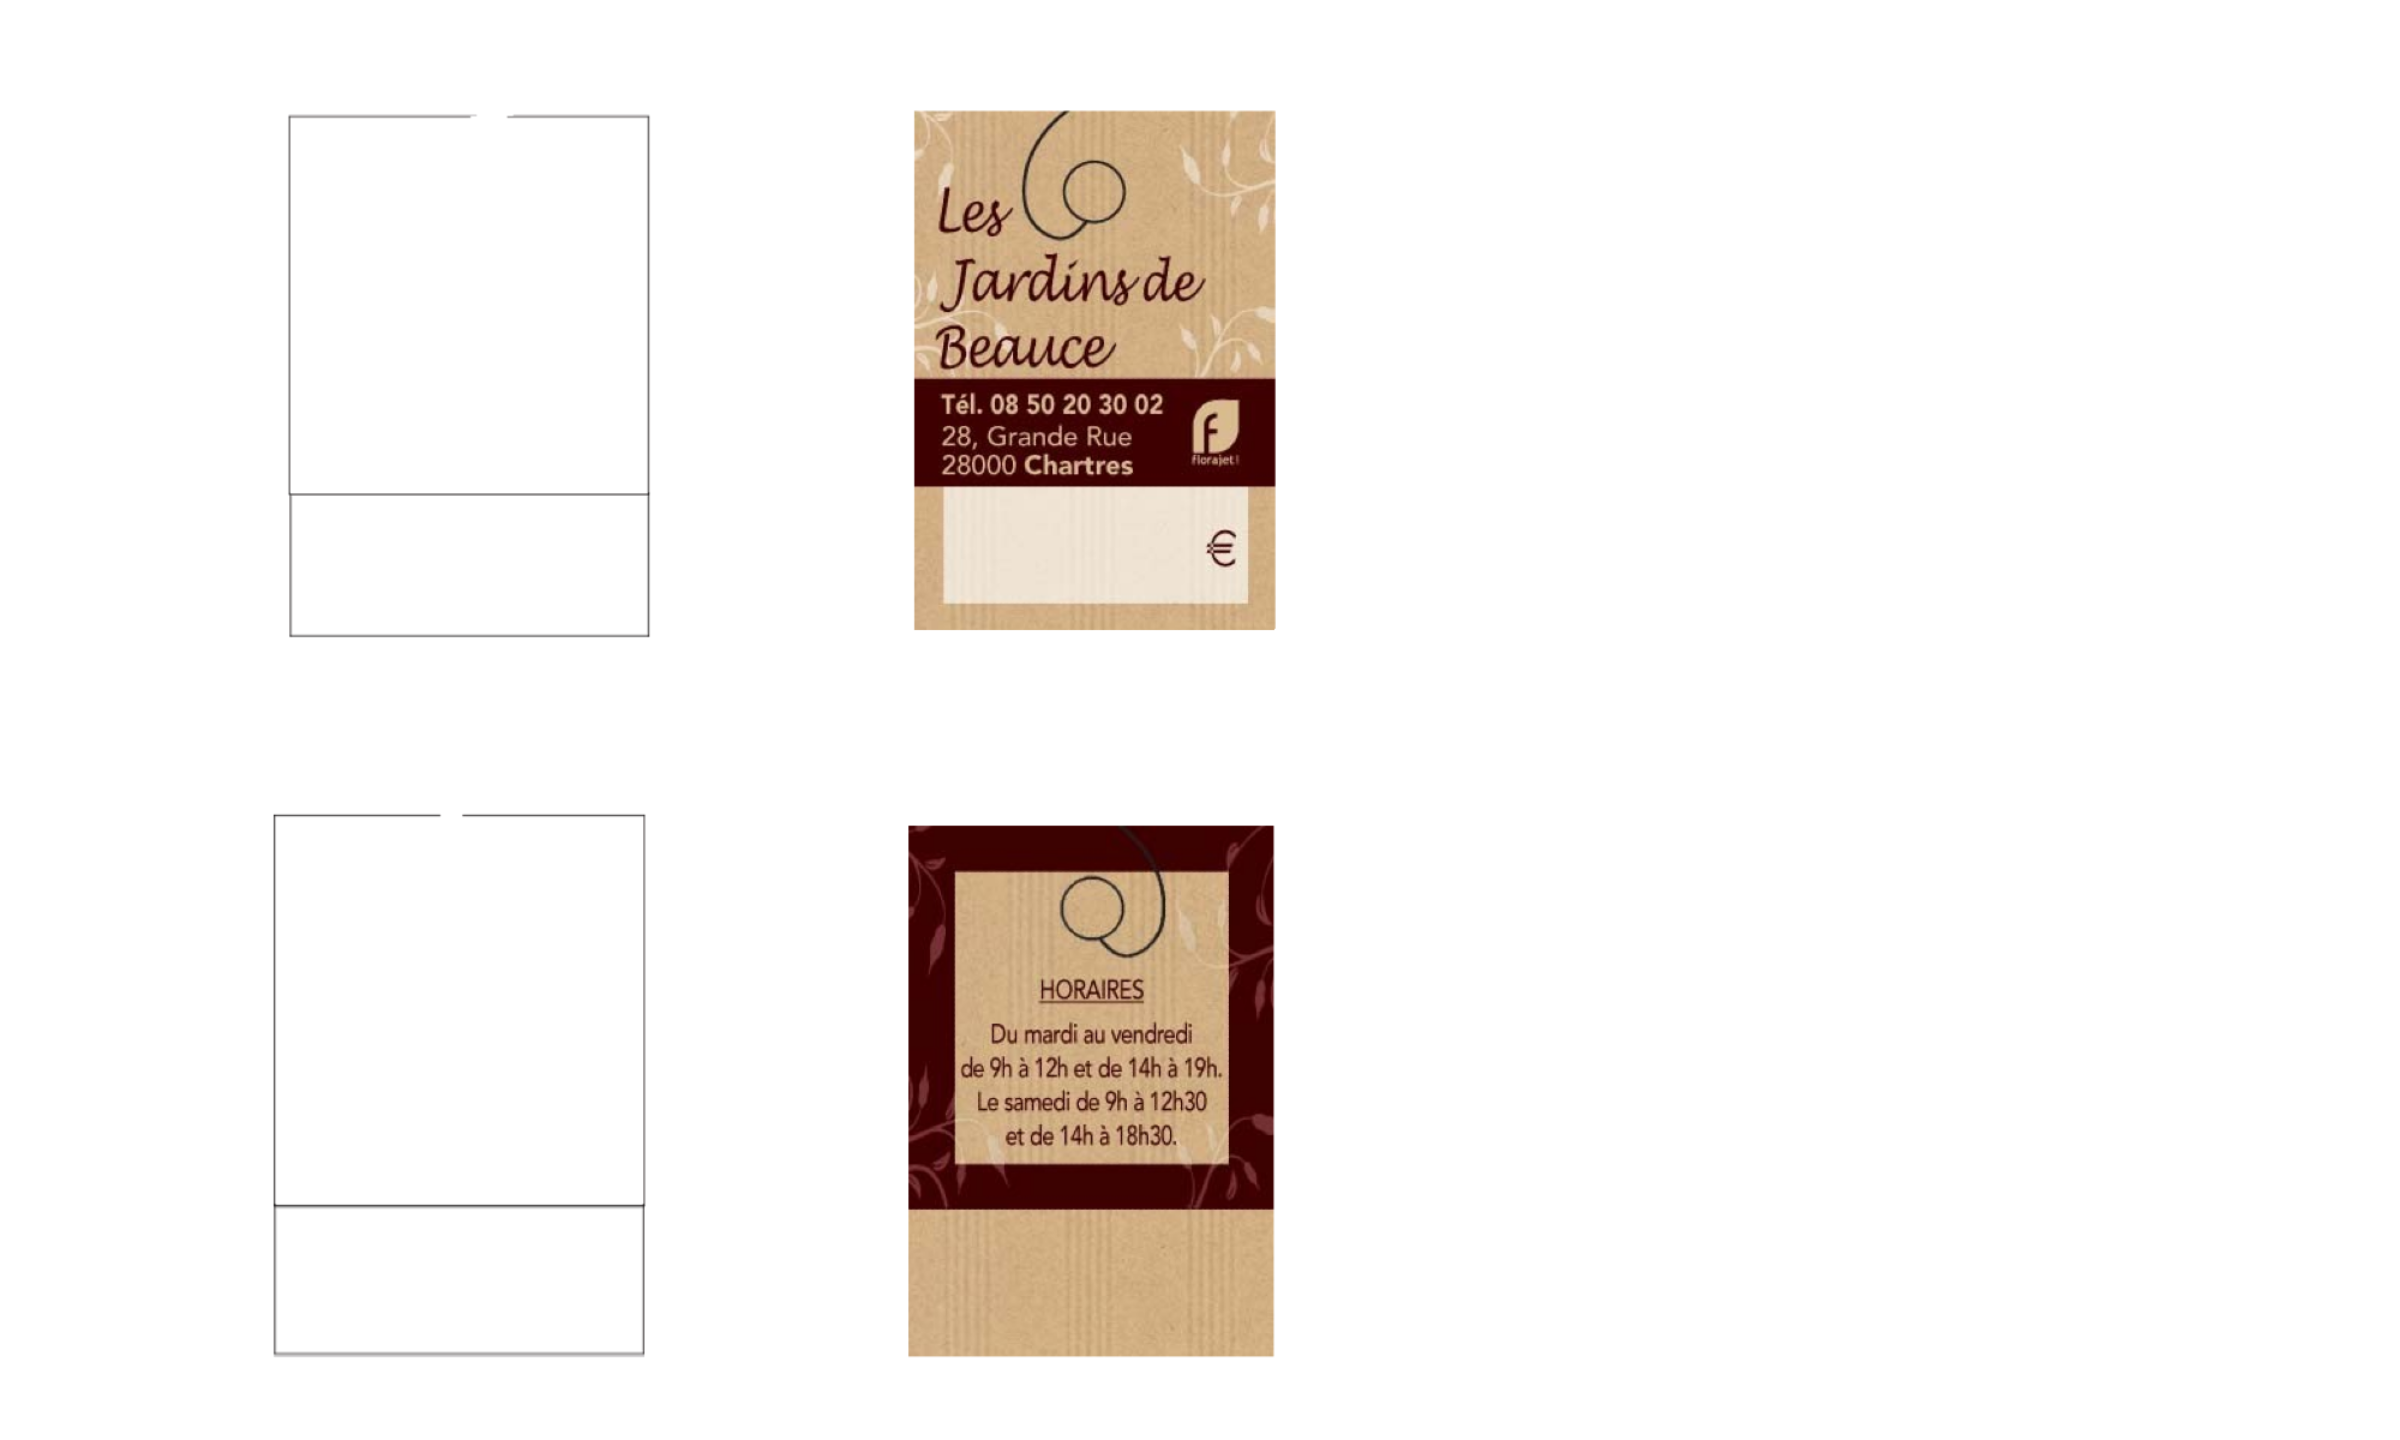 Les
Jardins de
Beauce
Tél. 08 50 20 30 02
28, Grande Rue
28000 Chartres
f
florajet!
€
HORAIRES
Du mardi au vendredi
de 9h à 12h et de 14h à 19h.
Le samedi de 9h à 12h30
et de 14h à 18h30.